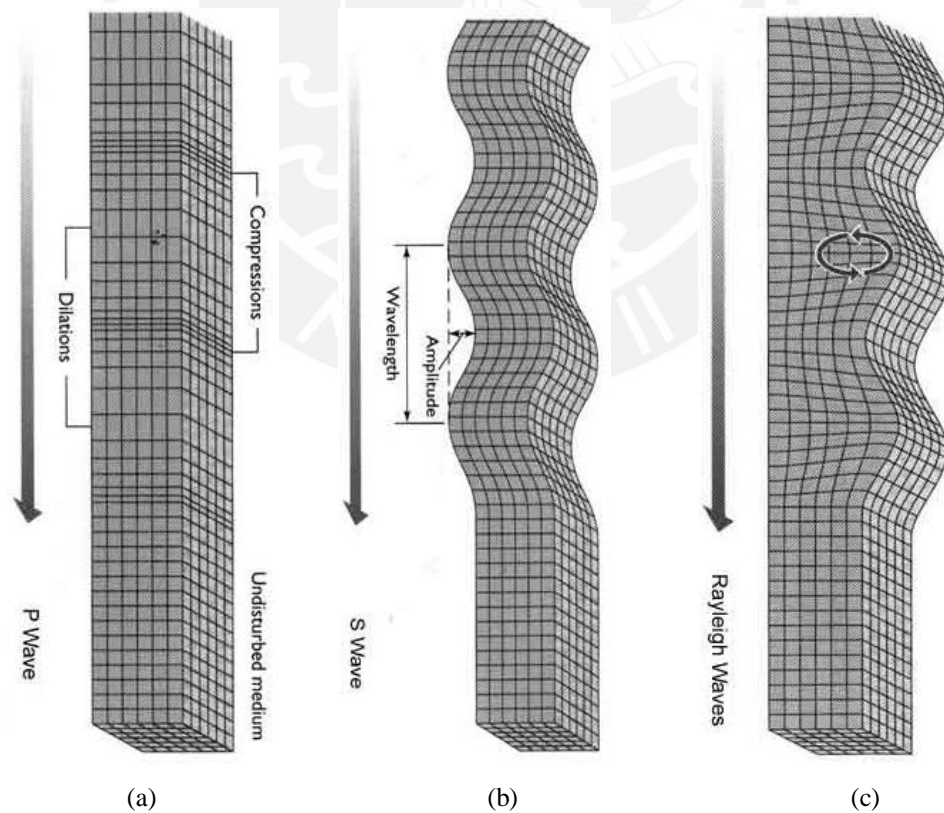 Compressions
Dilations
Undisturbed medium
P Wave
Wavelength
Amplitude
S Wave
Rayleigh Waves
(a)
(b)
(c)